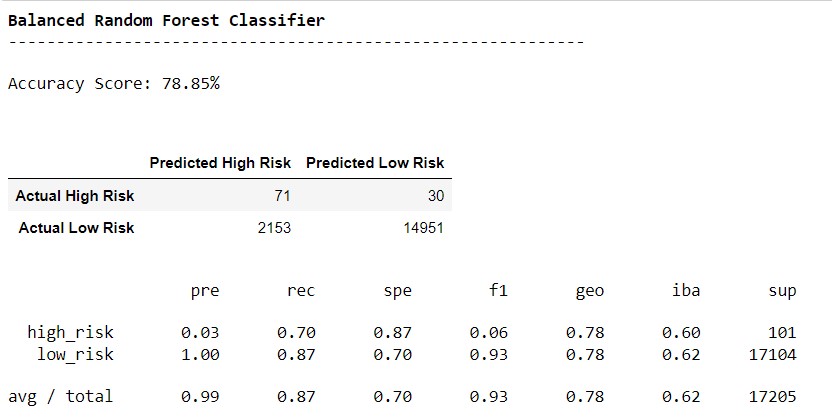 Balanced Random Forest Classifier
------------------------------------------------------------
Accuracy Score: 78.85%
Predicted High Risk Predicted Low Risk
Actual High Risk 71 30
Actual Low Risk 2153 14951
pre rec spe f1 geo iba sup
high_risk 0.03 0.70 0.87 0.06 0.78 0.60 101
low_risk 1.00 0.87 0.70 0.93 0.78 0.62 17104
avg / total 0.99 0.87 0.70 0.93 0.78 0.62 17205